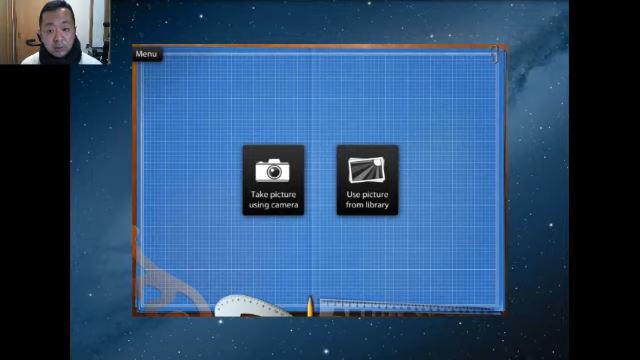 Menu
Take picture
using camera
Use picture
from library